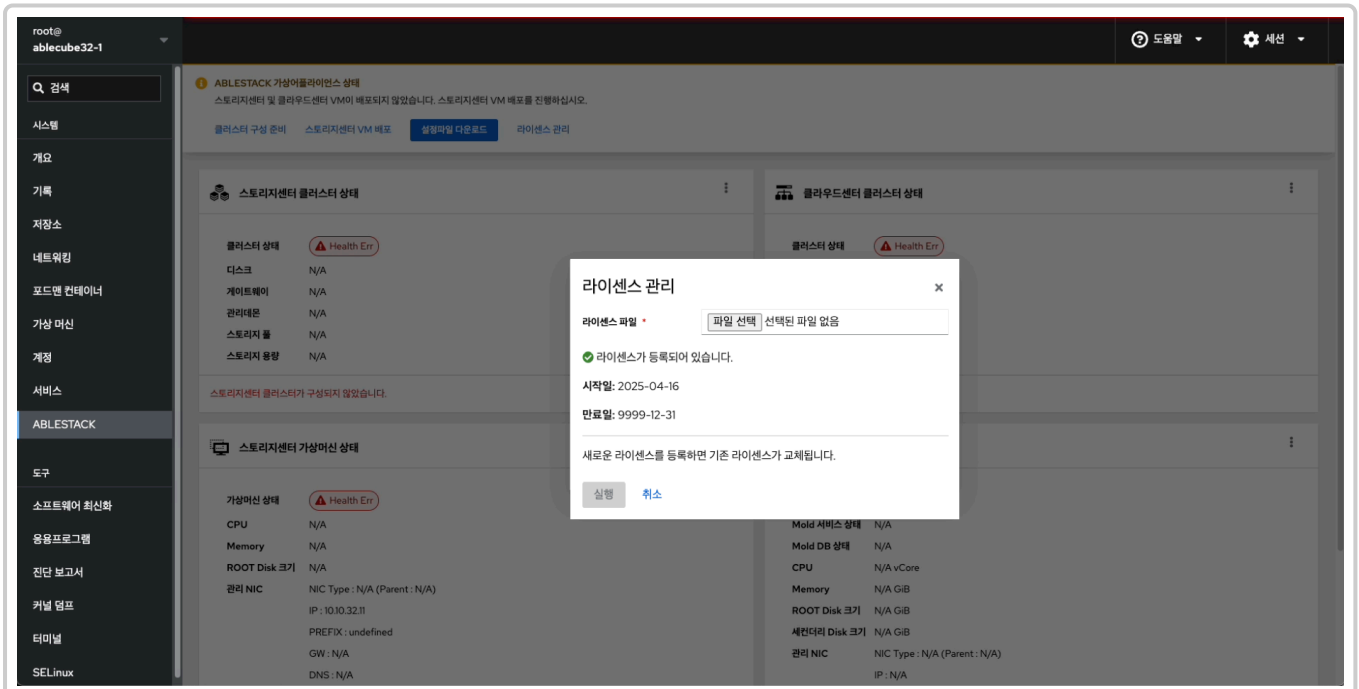 root@
ablecube32-1
도움말
세션
검색
시스템
개요
기록
저장소
네트워킹
포드맨 컨테이너
가상 머신
계정
서비스
ABLESTACK
도구
소프트웨어 최신화
응용프로그램
진단 보고서
커널 덤프
터미널
SELinux
ABLESTACK 가상어플라이언스 상태
스토리지센터 및 클라우드센터 VM이 배포되지 않았습니다. 스토리지센터 VM 배포를 진행하십시오.
클러스터 구성 준비 스토리지센터 VM 배포 설정파일 다운로드 라이센스 관리
스토리지센터 클러스터 상태
클러스터 상태 Health Err
디스크 N/A
게이트웨이 N/A
관리데몬 N/A
스토리지 풀 N/A
스토리지 용량 N/A
스토리지센터 클러스터가 구성되지 않았습니다.
클라우드센터 클러스터 상태
클러스터 상태 Health Err
라이센스 관리 ×
라이센스 파일 * 파일 선택 선택된 파일 없음
라이센스가 등록되어 있습니다.
시작일: 2025-04-16
만료일: 9999-12-31
새로운 라이센스를 등록하면 기존 라이센스가 교체됩니다.
실행 취소
스토리지센터 가상머신 상태
가상머신 상태 Health Err
CPU N/A
Memory N/A
ROOT Disk 크기 N/A
관리 NIC NIC Type : N/A (Parent : N/A)
IP : 10.10.32.11
PREFIX : undefined
GW : N/A
DNS : N/A
Mold 서비스 상태 N/A
Mold DB 상태 N/A
CPU N/A vCore
Memory N/A GiB
ROOT Disk 크기 N/A GiB
세컨더리 Disk 크기 N/A GiB
관리 NIC NIC Type : N/A (Parent : N/A)
IP : N/A